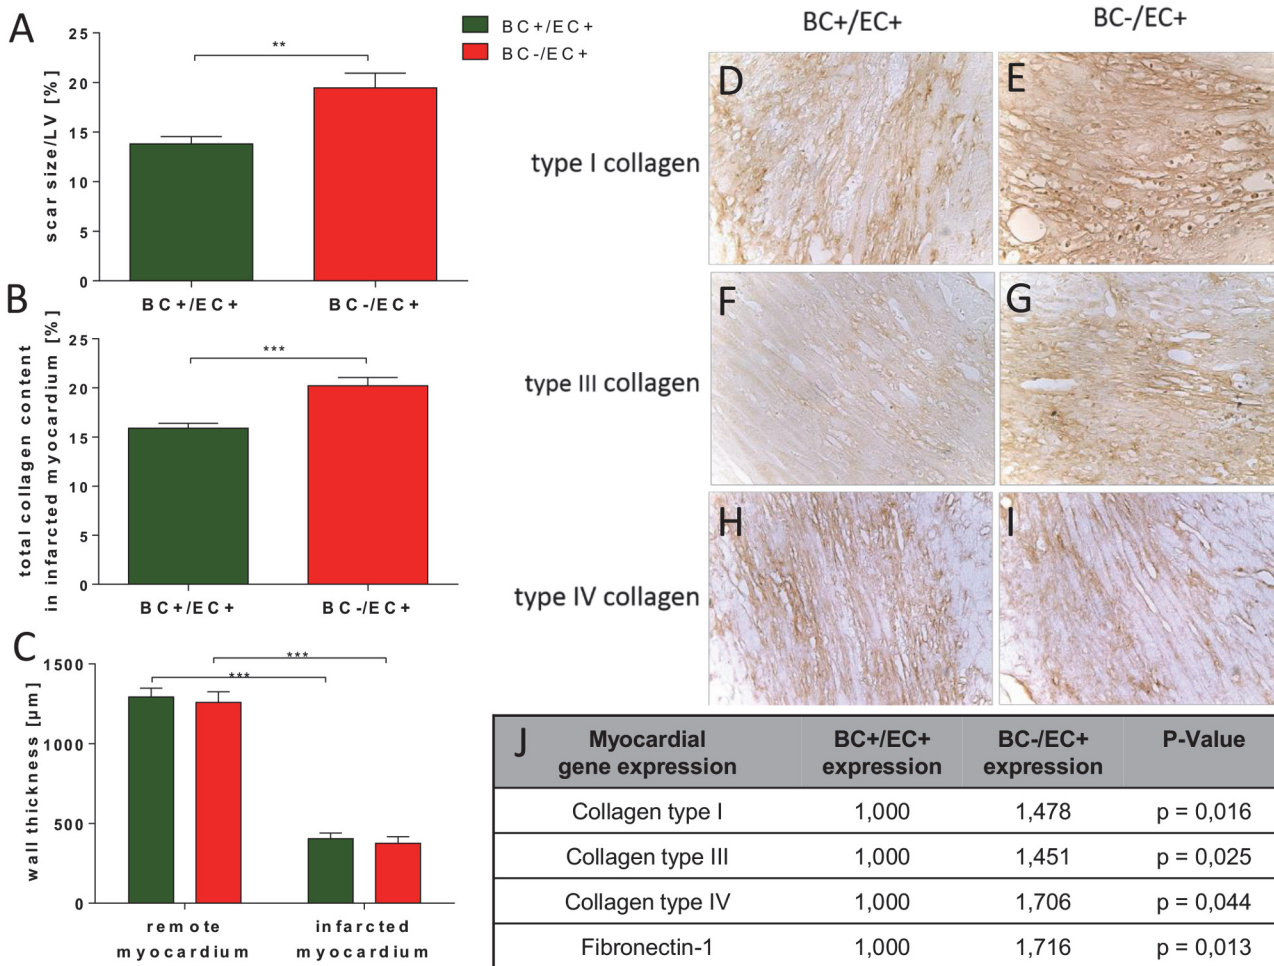 A
25
20
15
10
5
0
scar size/LV [%]
**
BC+/EC+
BC-/EC+
BC+/EC+
BC-/EC+
B
25
20
15
10
5
0
total collagen content
in infarcted myocardium [%]
***
BC+/EC+
BC-/EC+
C
1500
1000
500
0
wall thickness [µm]
***
***
remote
myocardium
infarcted
myocardium
BC+/EC+
BC-/EC+
type I collagen
D
E
type III collagen
F
G
type IV collagen
H
I
J
Myocardial gene expression
BC+/EC+ expression
BC-/EC+ expression
P-Value
Collagen type I 1,000 1,478 p = 0,016
Collagen type III 1,000 1,451 p = 0,025
Collagen type IV 1,000 1,706 p = 0,044
Fibronectin-1 1,000 1,716 p = 0,013